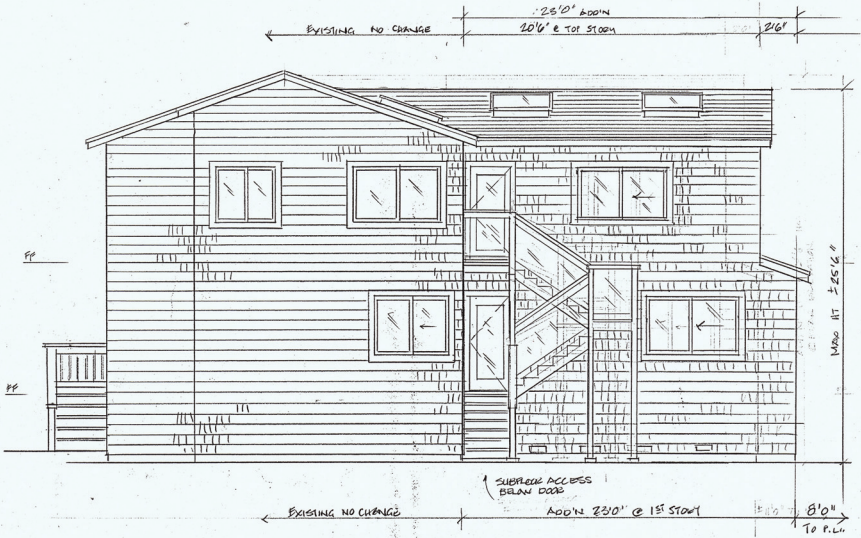 23'0" ADD'N
EXISTING NO CHANGE
20'6" @ TOP STORY
2'6"
FF
MAX HT ±25'6"
FF
SUBFLOOR ACCESS
BELOW DOOR
EXISTING NO CHANGE
ADD'N 23'0" @ 1ST STORY
8'0"
TO P.L.